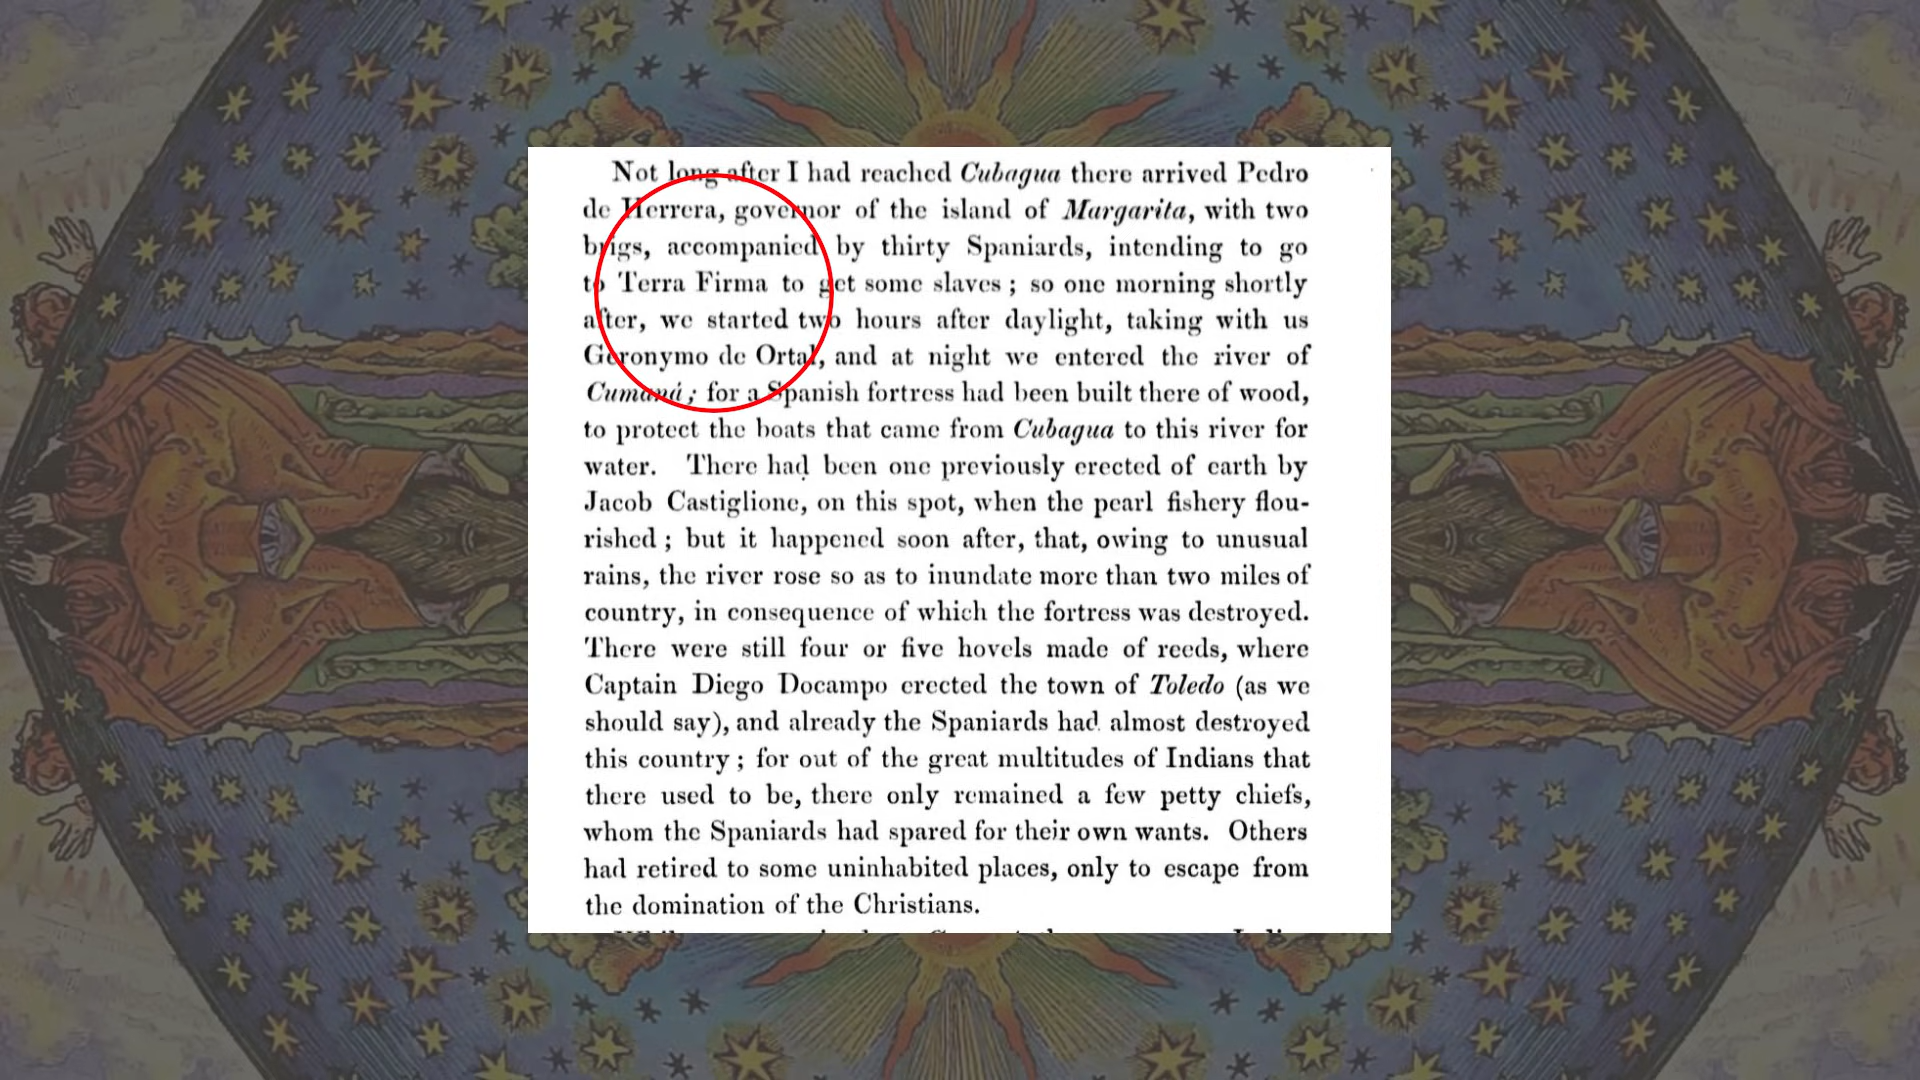 Not long after I had reached Cubagua there arrived Pedro
de Herrera, governor of the island of Margarita, with two
brigs, accompanied by thirty Spaniards, intending to go
to Terra Firma to get some slaves ; so one morning shortly
after, we started two hours after daylight, taking with us
Geronymo de Ortal, and at night we entered the river of
Cumaná ; for a Spanish fortress had been built there of wood,
to protect the boats that came from Cubagua to this river for
water. There had been one previously erected of earth by
Jacob Castiglione, on this spot, when the pearl fishery flou-
rished ; but it happened soon after, that, owing to unusual
rains, the river rose so as to inundate more than two miles of
country, in consequence of which the fortress was destroyed.
There were still four or five hovels made of reeds, where
Captain Diego Docampo erected the town of Toledo (as we
should say), and already the Spaniards had almost destroyed
this country ; for out of the great multitudes of Indians that
there used to be, there only remained a few petty chiefs,
whom the Spaniards had spared for their own wants. Others
had retired to some uninhabited places, only to escape from
the domination of the Christians.